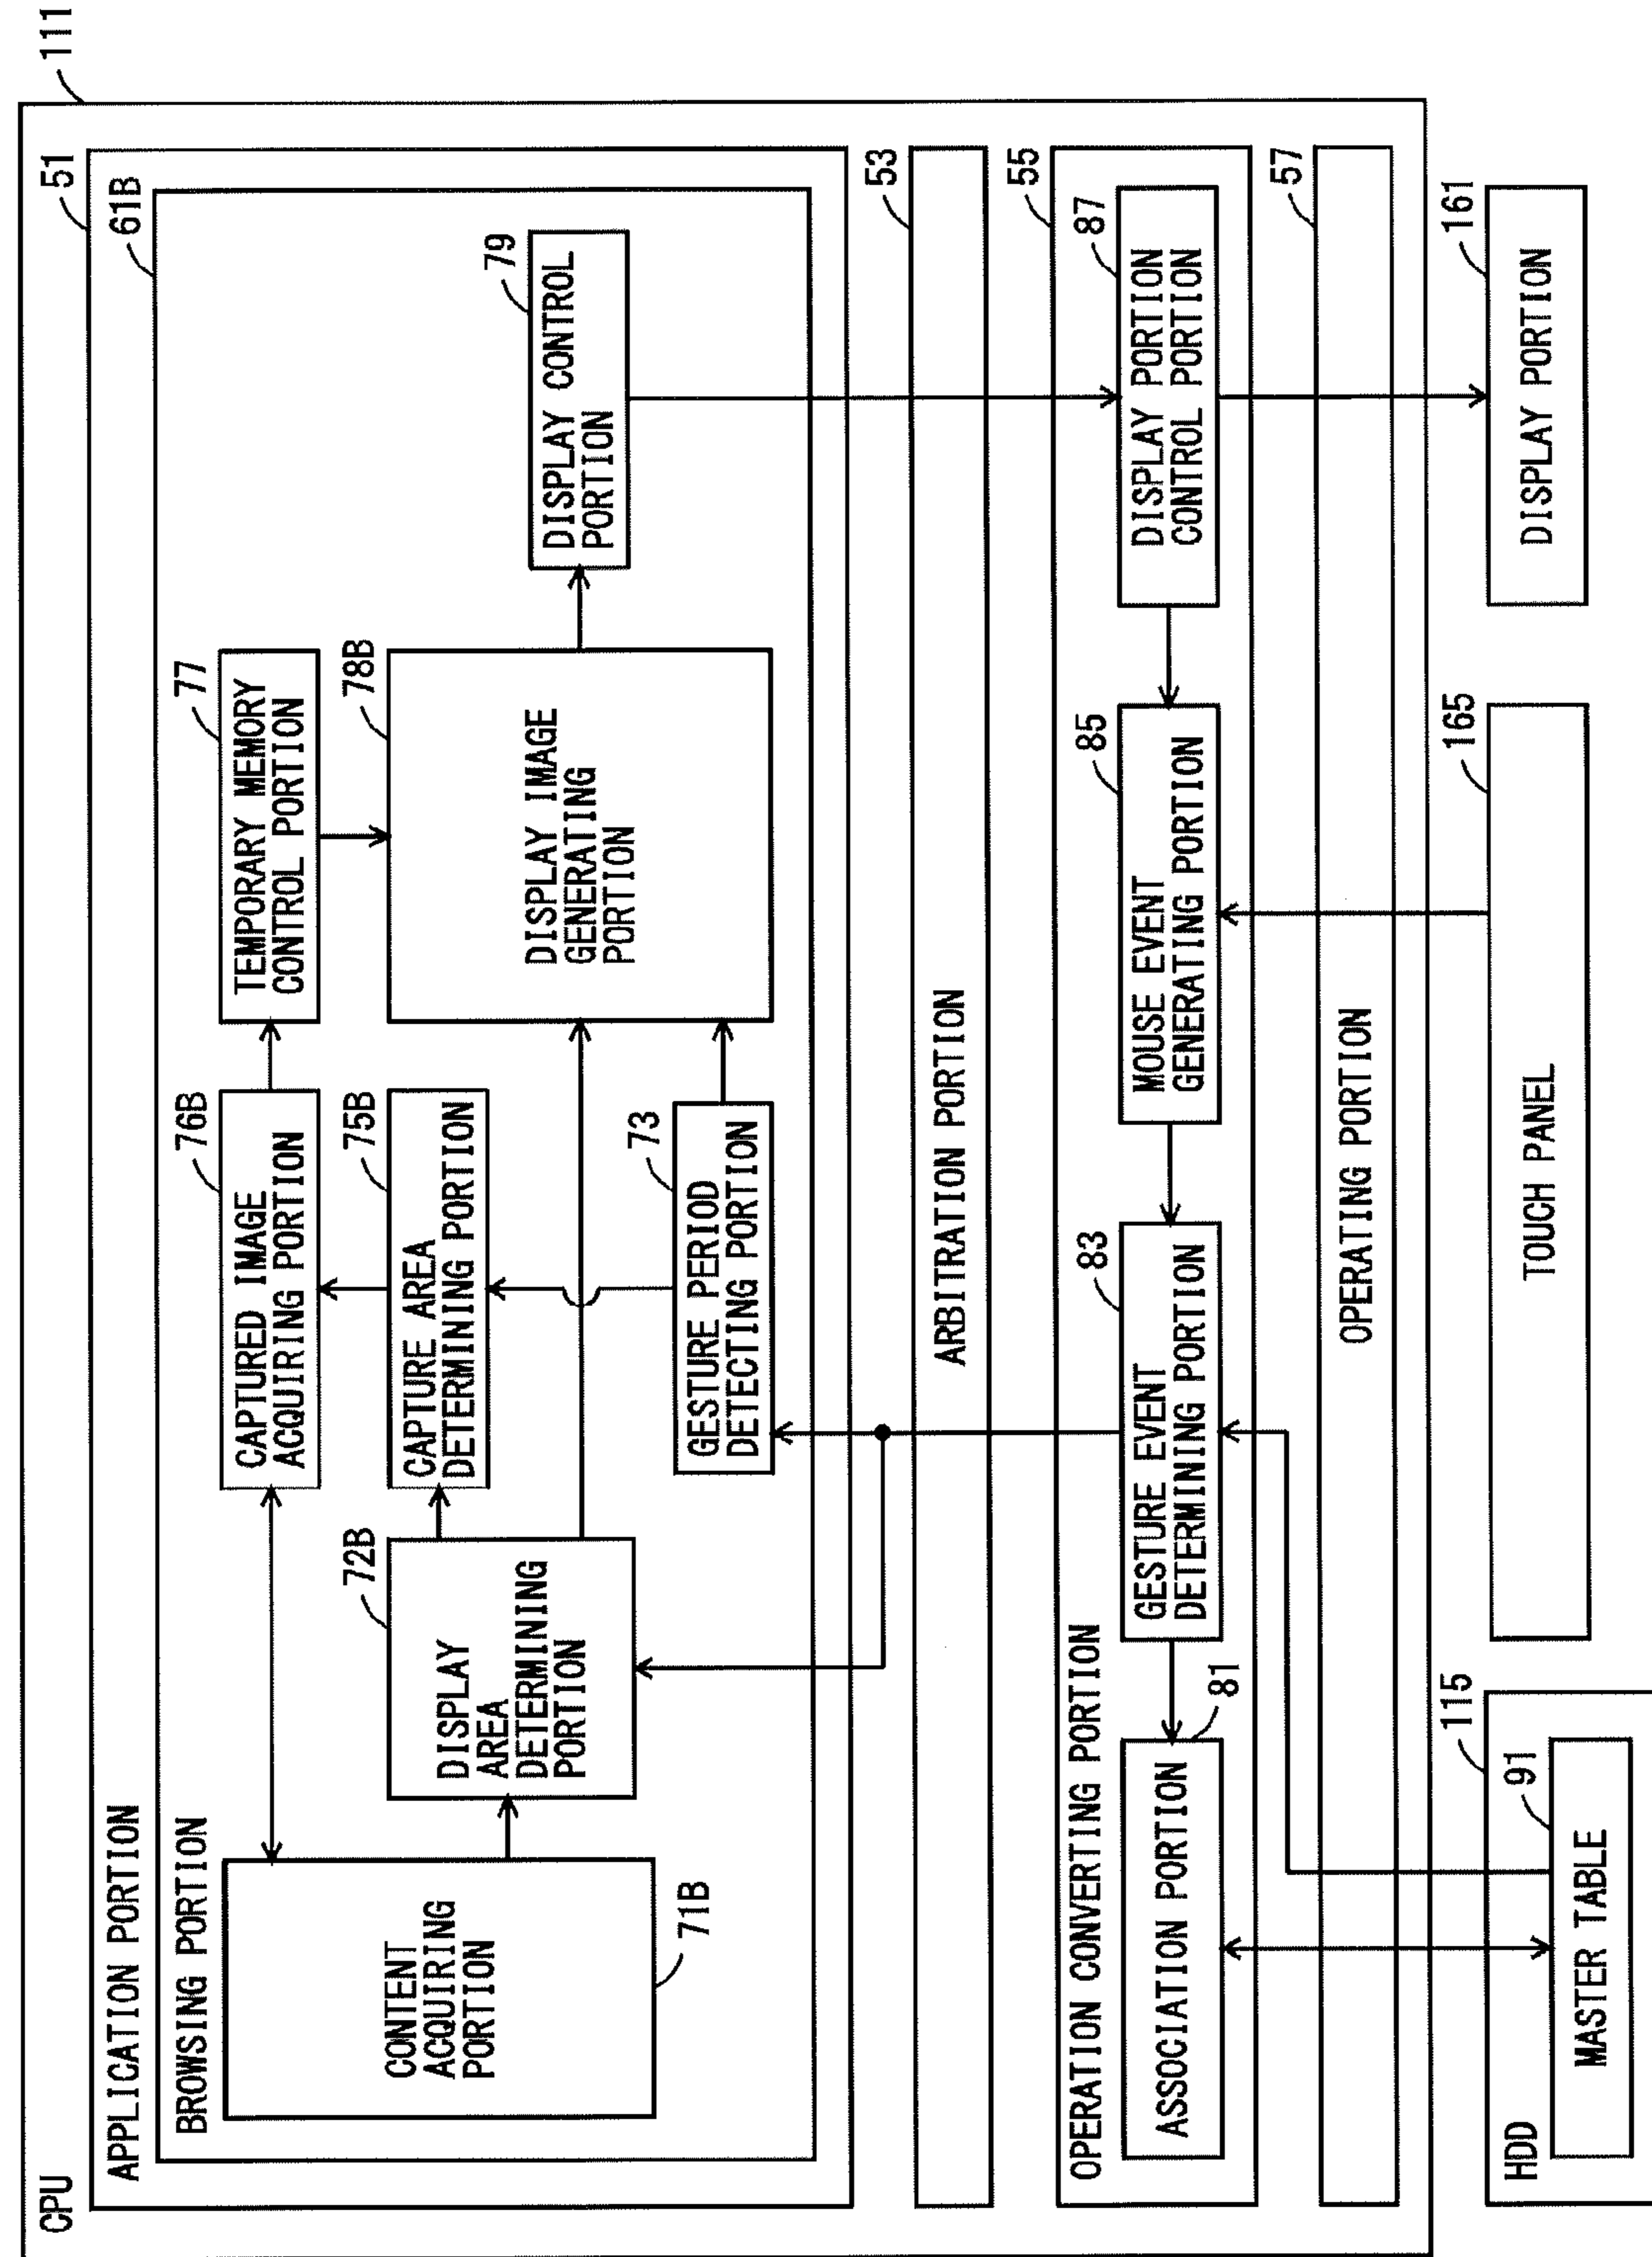 CPU
111
APPLICATION PORTION
51
BROWSING PORTION
61B
CONTENT
ACQUIRING
PORTION
71B
CAPTURED IMAGE
ACQUIRING PORTION
76B
TEMPORARY MEMORY
CONTROL PORTION
77
DISPLAY
AREA
DETERMINING
PORTION
72B
CAPTURE AREA
DETERMINING PORTION
75B
DISPLAY IMAGE
GENERATING
PORTION
78B
DISPLAY CONTROL
PORTION
79
GESTURE PERIOD
DETECTING PORTION
73
ARBITRATION PORTION
53
OPERATION CONVERTING PORTION
55
ASSOCIATION PORTION
81
GESTURE EVENT
DETERMINING PORTION
83
MOUSE EVENT
GENERATING PORTION
85
DISPLAY PORTION
CONTROL PORTION
87
OPERATING PORTION
57
HDD
115
MASTER TABLE
91
TOUCH PANEL
165
DISPLAY PORTION
161